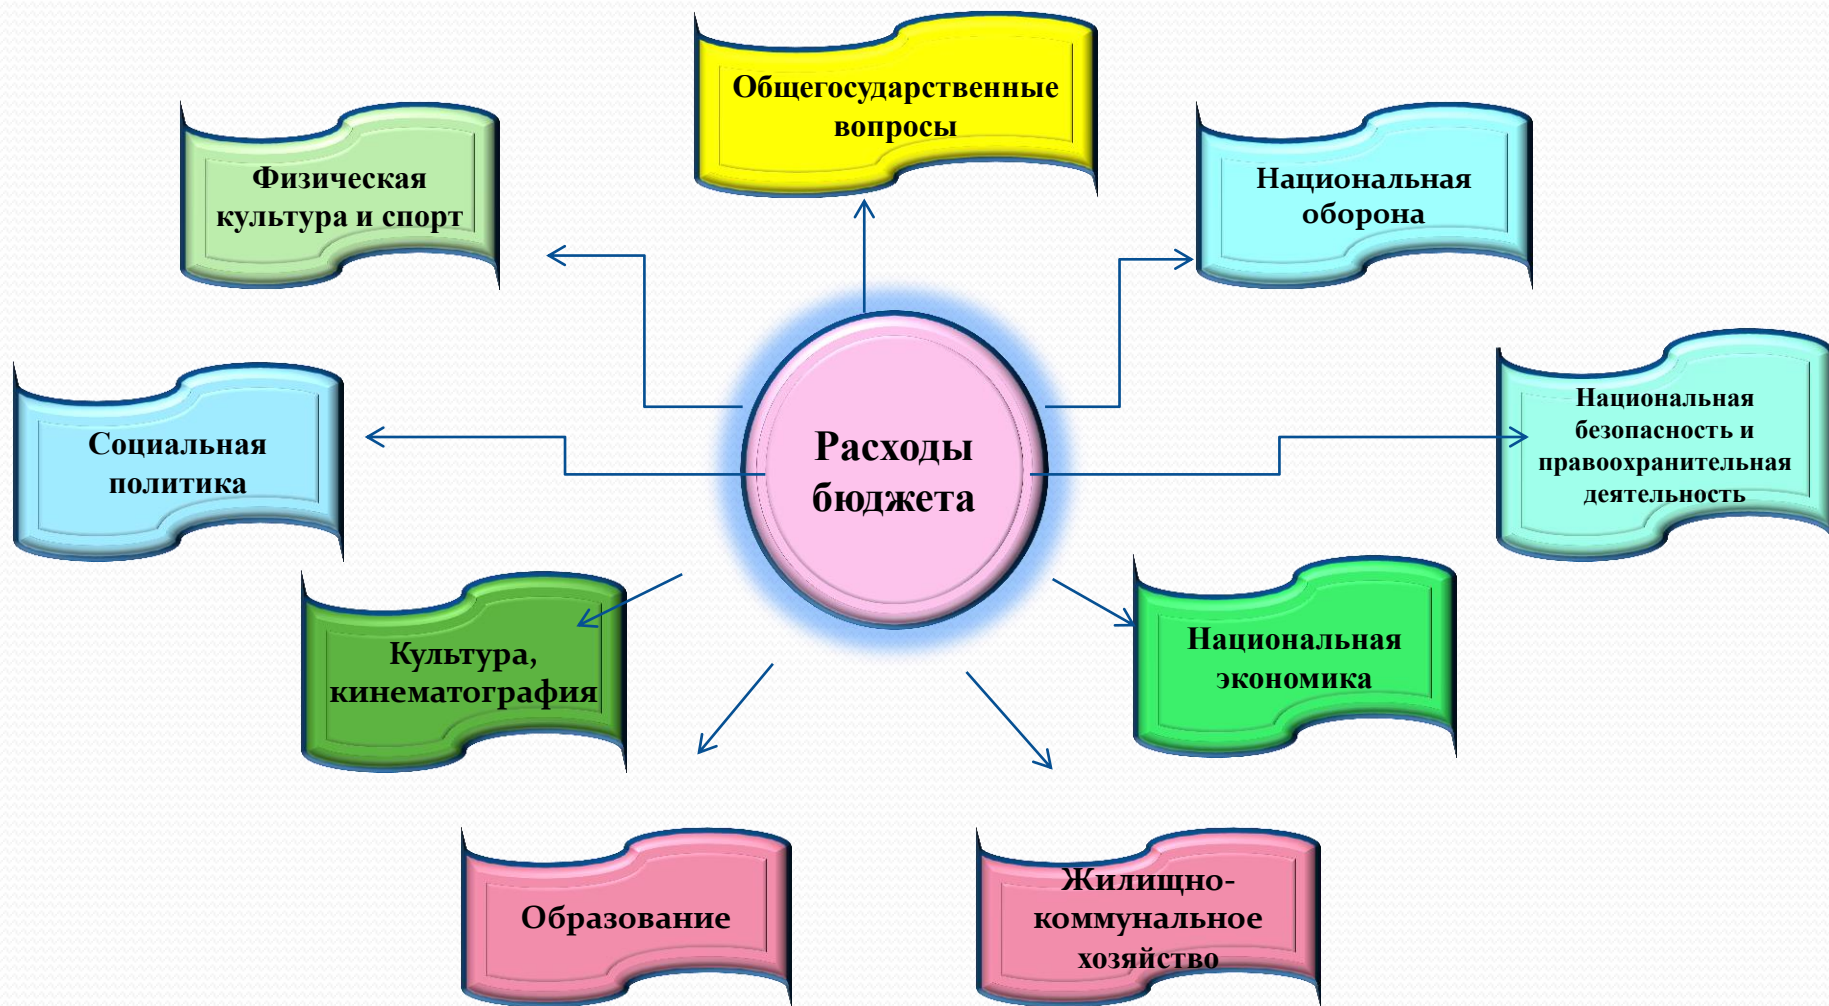 Общегосударственные
вопросы
Физическая
культура и спорт
Национальная
оборона
Социальная
политика
Расходы
бюджета
Национальная
безопасность и
правоохранительная
деятельность
Культура,
кинематография
Национальная
экономика
Образование
Жилищно-
коммунальное
хозяйство